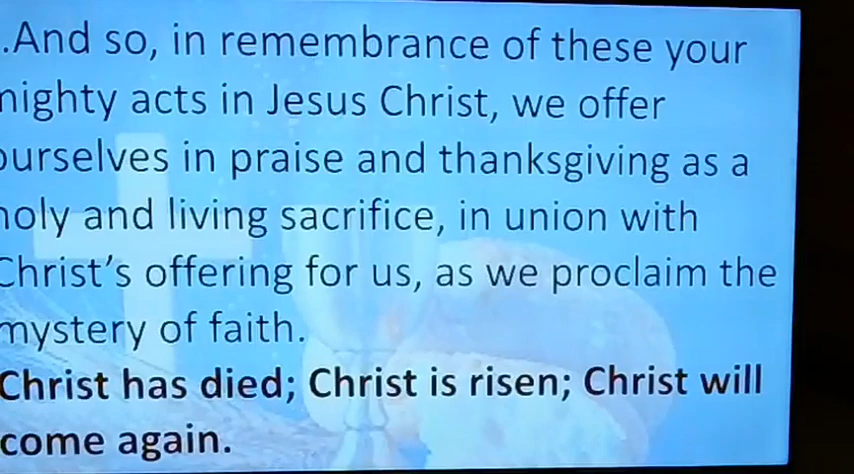 .And so, in remembrance of these your
mighty acts in Jesus Christ, we offer
ourselves in praise and thanksgiving as a
holy and living sacrifice, in union with
Christ's offering for us, as we proclaim the
mystery of faith.
Christ has died; Christ is risen; Christ will
come again.